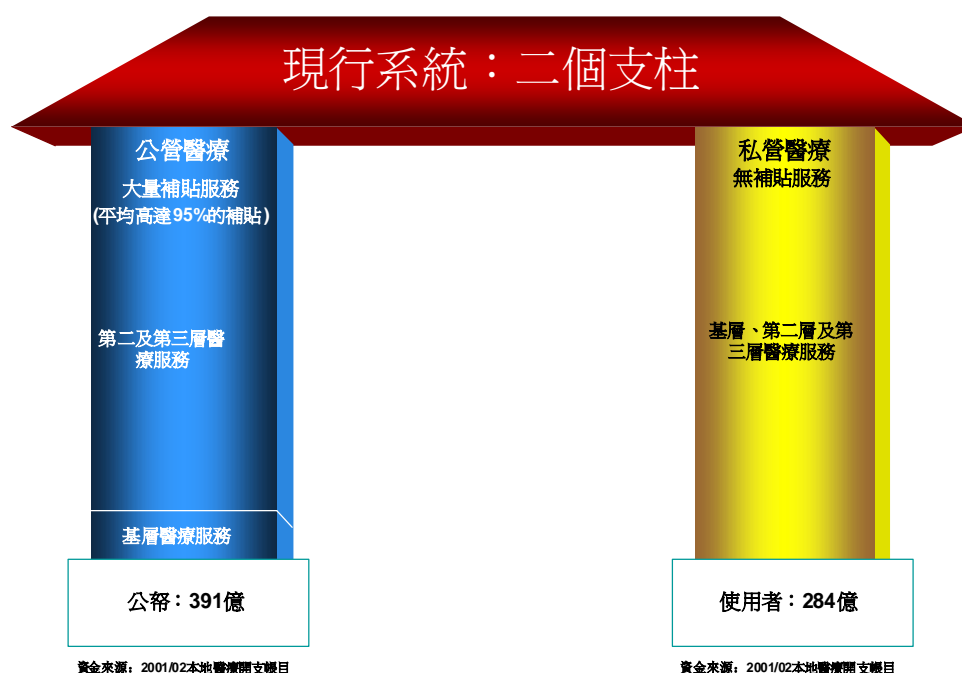 現行系統：二個支柱
公營醫療
大量補貼服務
(平均高達95%的補貼)
第二及第三層醫
療服務
基層醫療服務
公帑：391億
資金來源：2001/02本地醫療開支帳目
私營醫療
無補貼服務
基層、第二層及第
三層醫療服務
使用者：284億
資金來源：2001/02本地醫療開支帳目